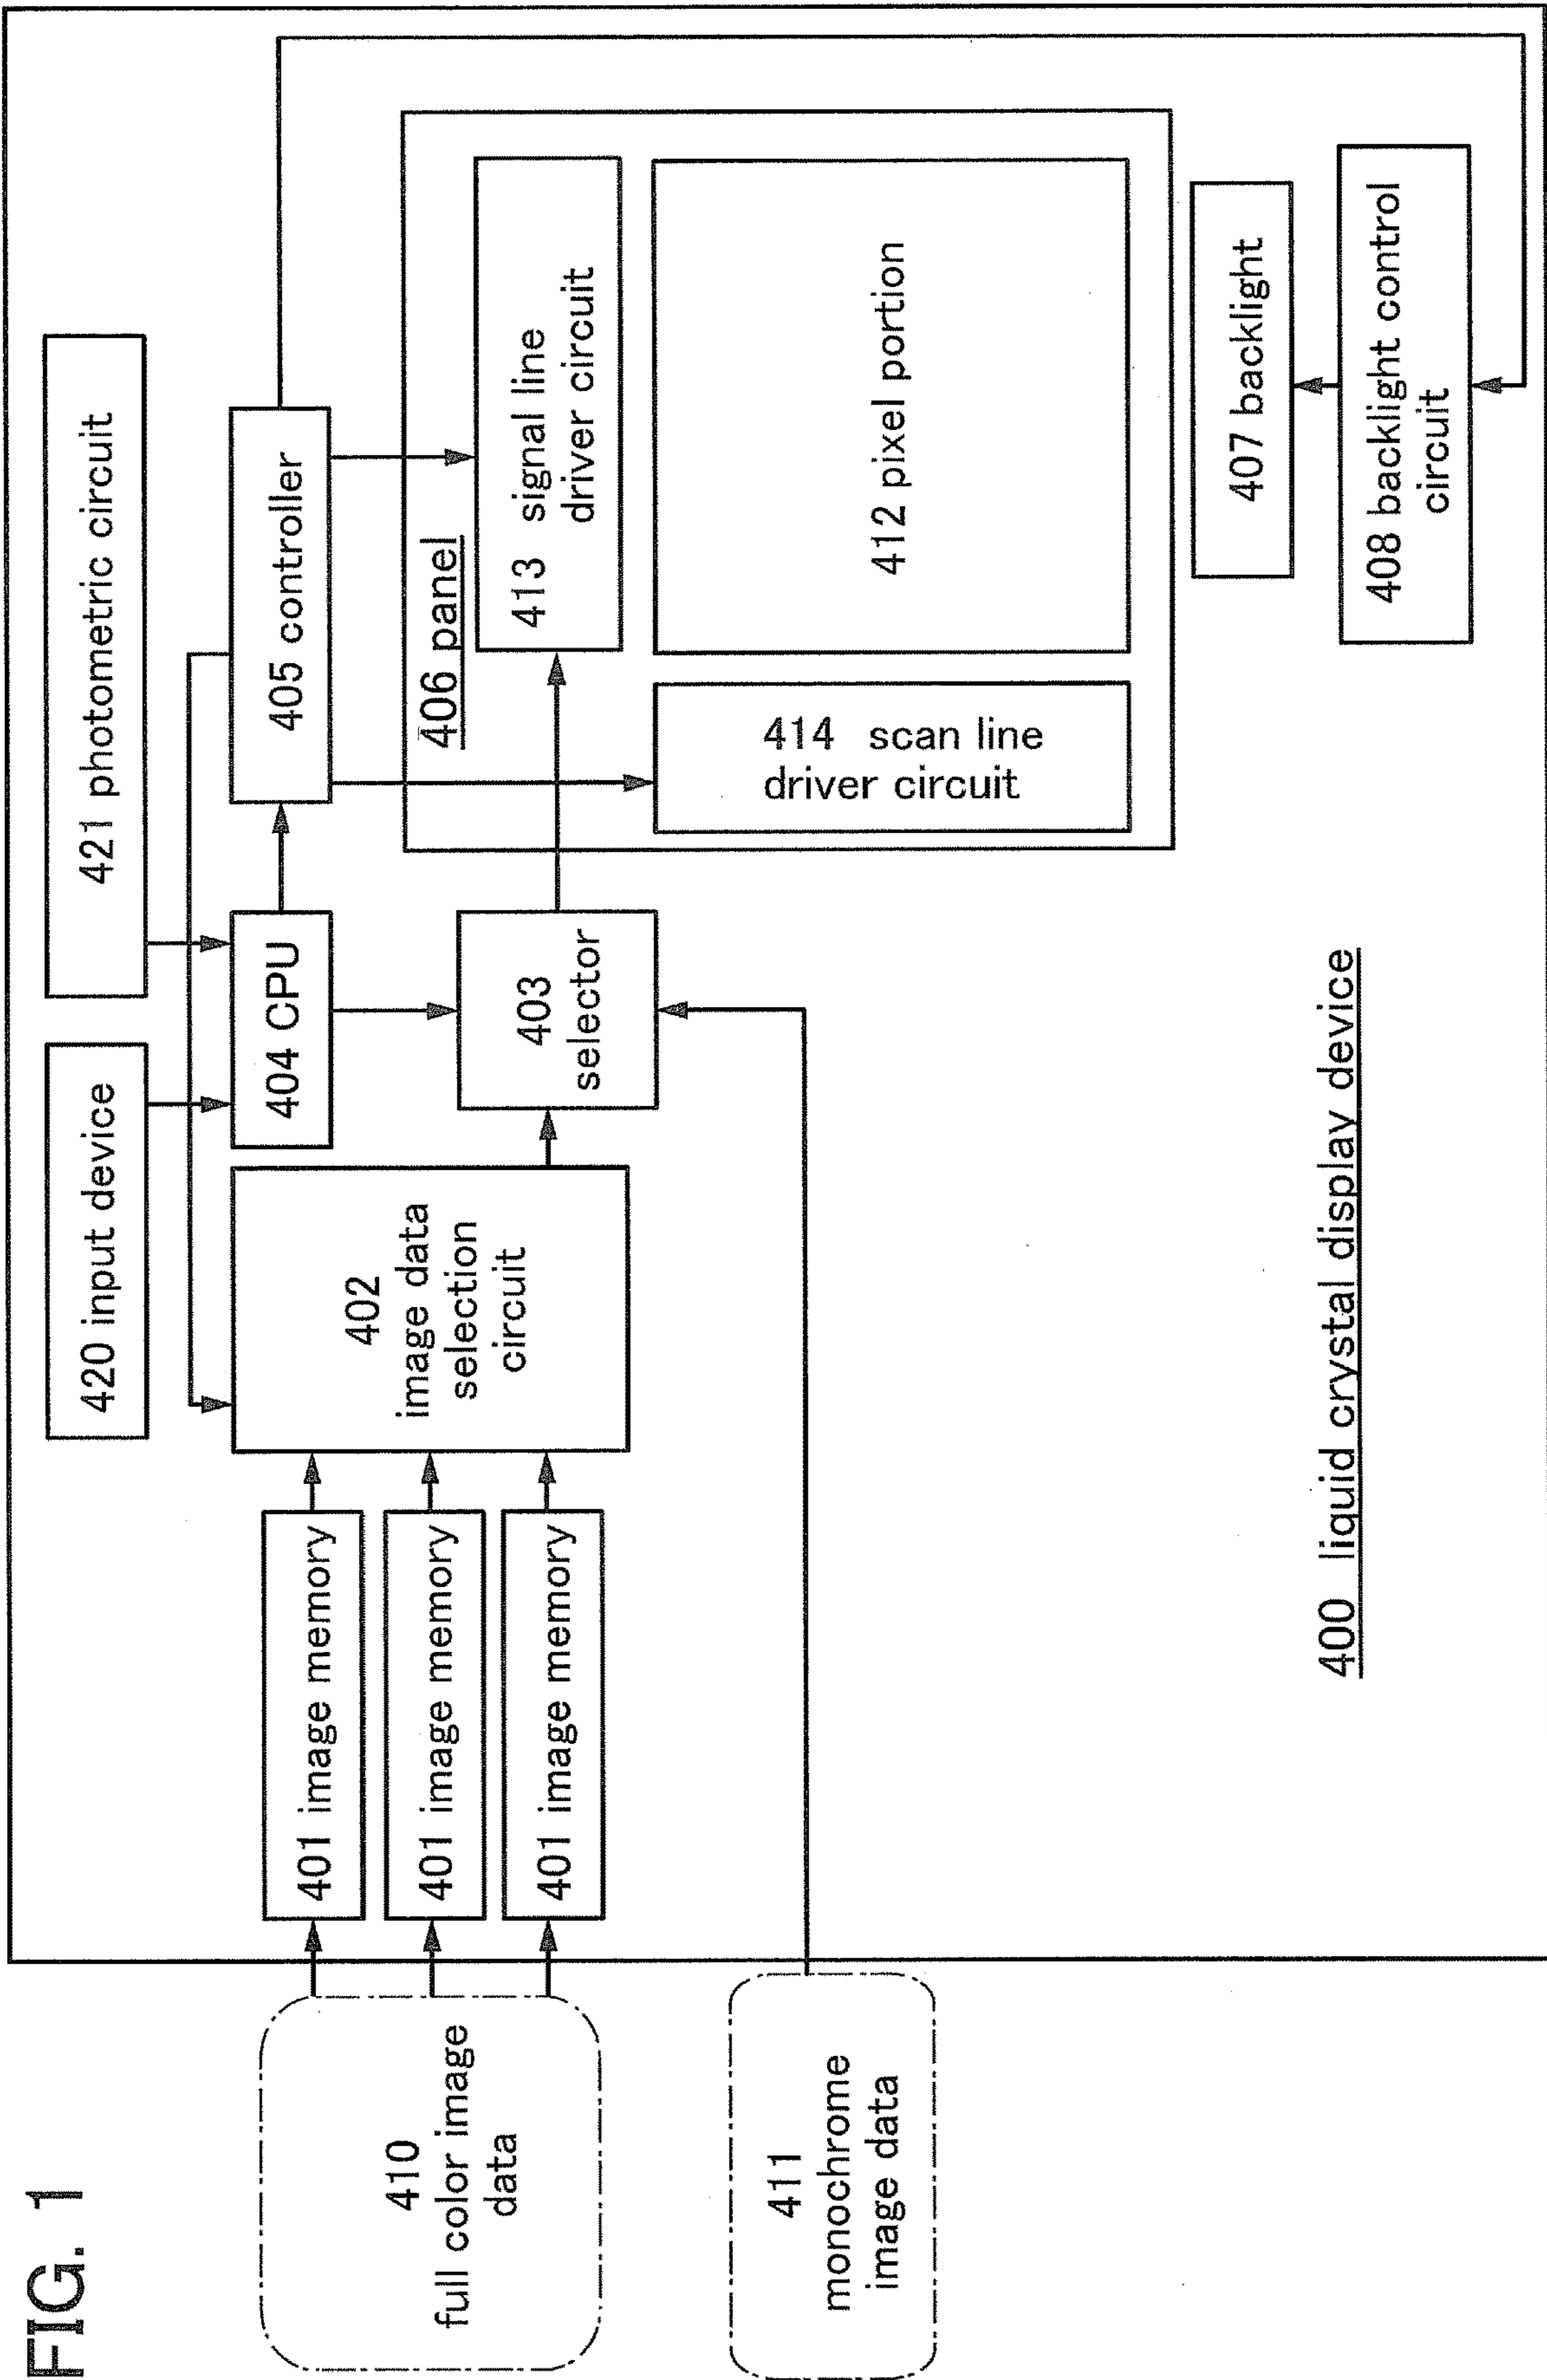 FIG. 1
420 input device
421 photometric circuit
410
full color image
data
401 image memory
401 image memory
401 image memory
402
image data
selection
circuit
404 CPU
405 controller
403
selector
406 panel
413 signal line
driver circuit
414 scan line
driver circuit
412 pixel portion
411
monochrome
image data
407 backlight
408 backlight control
circuit
400 liquid crystal display device